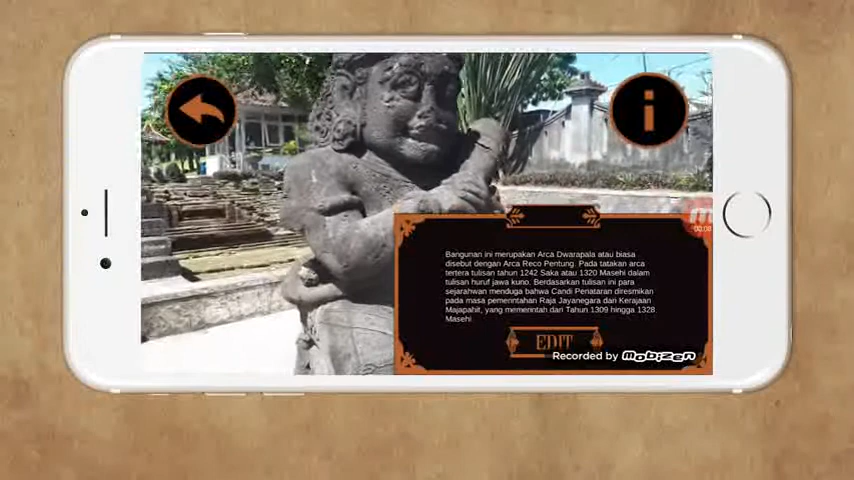 Bangunan ini merupakan Arca Dwarapala atau biasa
disebut dengan Arca Reco Pentung. Pada tatakan arca
tertera tulisan tahun 1242 Saka atau 1320 Masehi dalam
tulisan huruf jawa kuno. Berdasarkan tulisan ini para
sejarahwan menduga bahwa Candi Penataran diresmikan
pada masa pemerintahan Raja Jayanegara dari Kerajaan
Majapahit, yang memerintah dari Tahun 1309 hingga 1328
Masehi
EDIT
Recorded by mobizen